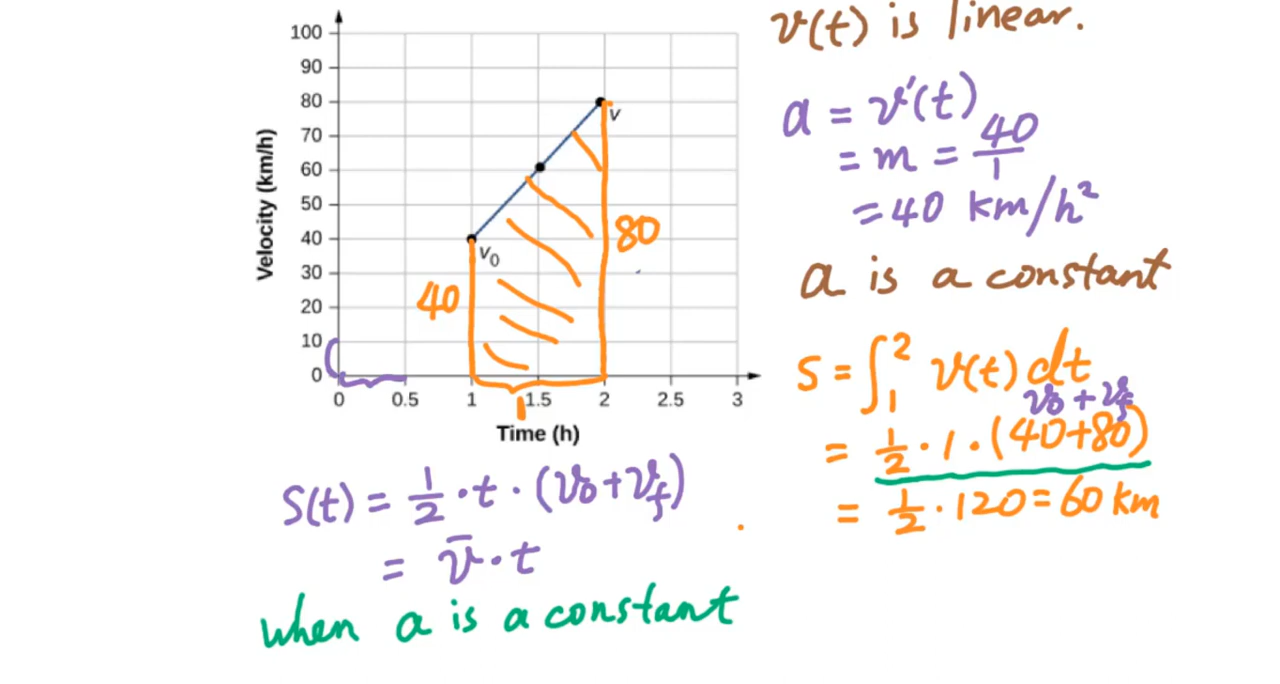 v(t) is linear.
100
90
80
70
60
50
40
30
20
10
0
Velocity (km/h)
v
v₀
40
80
0 0.5 1 1.5 2 2.5 3
1
Time (h)
a = v'(t)
= m = 40/1
= 40 km/h²
a is a constant
S = ∫₁² v(t) dt
v₀ + v_f
= 1/2 · 1 · (40+80)
= 1/2 · 120 = 60 km
S(t) = 1/2 · t · (v₀ + v_f)
= v̄ · t
when a is a constant